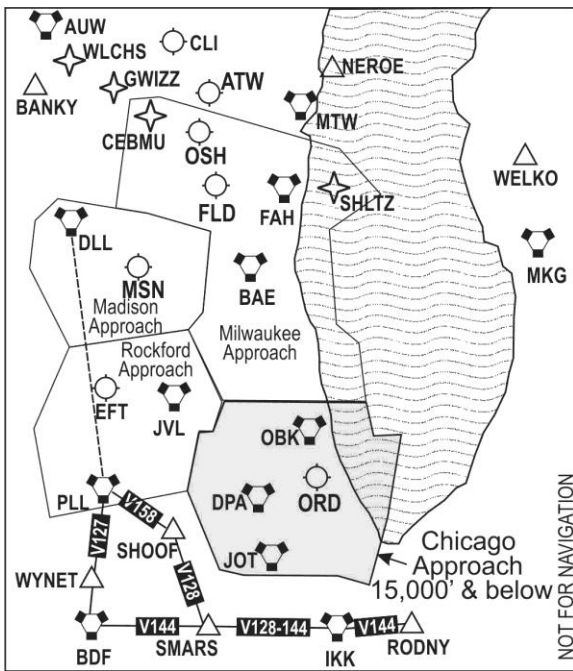 AUW
WLCHS
CLI
NEROE
GWIZZ
ATW
BANKY
MTW
CEBMU
OSH
WELKO
FLD
FAH
SHLTZ
DLL
MKG
MSN
BAE
Madison
Approach
Milwaukee
Approach
Rockford
Approach
EFT
JVL
OBK
PLL
V158
DPA
ORD
V127
SHOOF
JOT
Chicago
Approach
15,000' & below
WYNET
V128
BDF
V144
SMARS
V128-144
IKK
V144
RODNY
NOT FOR NAVIGATION